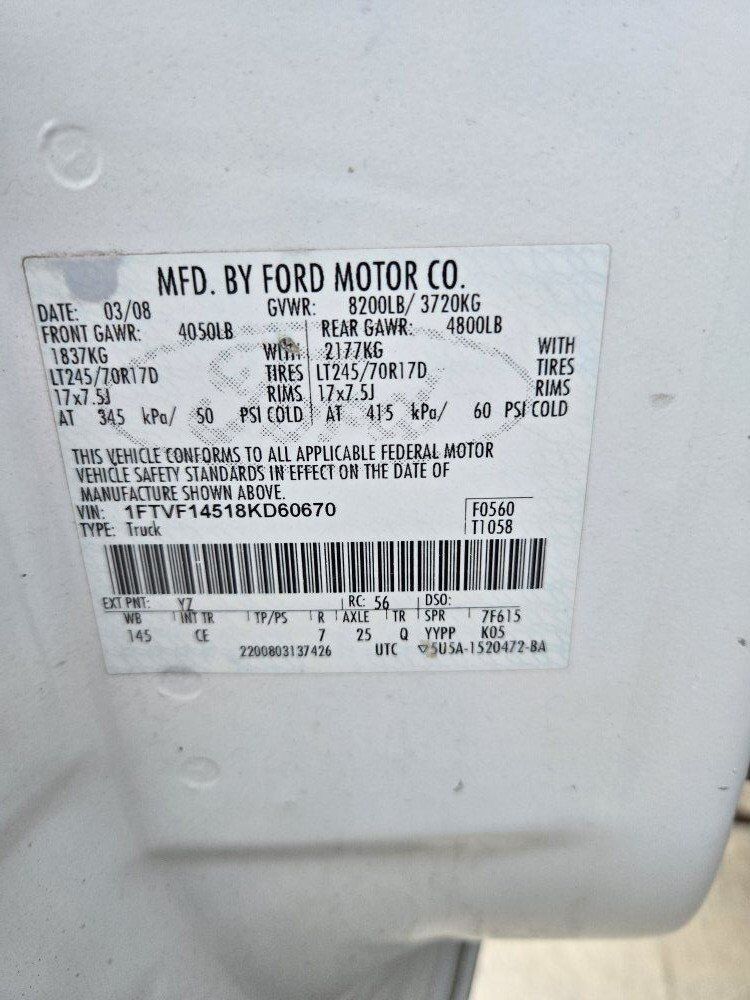 MFD. BY FORD MOTOR CO.
DATE: 03/08 GVWR: 8200LB/ 3720KG
FRONT GAWR: 4050LB REAR GAWR: 4800LB
1837KG WITH 2177KG WITH
LT245/70R17D TIRES LT245/70R17D TIRES
17x7.5J RIMS 17x7.5J RIMS
AT 345 kPa/ 50 PSI COLD AT 415 kPa/ 60 PSI COLD
THIS VEHICLE CONFORMS TO ALL APPLICABLE FEDERAL MOTOR
VEHICLE SAFETY STANDARDS IN EFFECT ON THE DATE OF
MANUFACTURE SHOWN ABOVE.
VIN: 1FTVF14518KD60670 F0560
TYPE: Truck T1058
EXT PNT: YZ RC: 56 DSO:
WB INT TR TP/PS R AXLE TR SPR 7F615
145 CE 7 25 Q YYPP K05
2200803137426 UTC ▽5U5A-1520472-BA